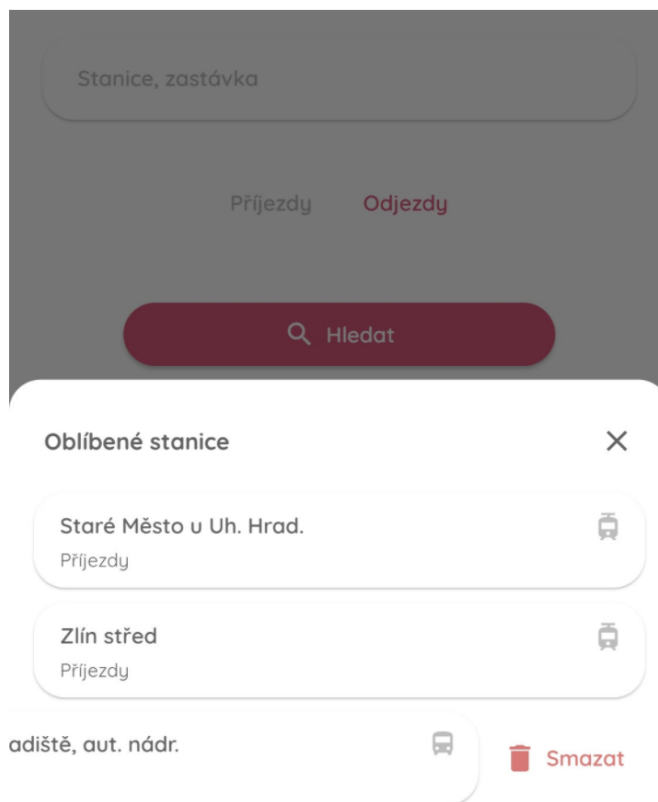 Stanice, zastávka
Příjezdy Odjezdy
Hledat
Oblíbené stanice
Staré Město u Uh. Hrad.
Příjezdy
Zlín střed
Příjezdy
adiště, aut. nádr.
Smazat